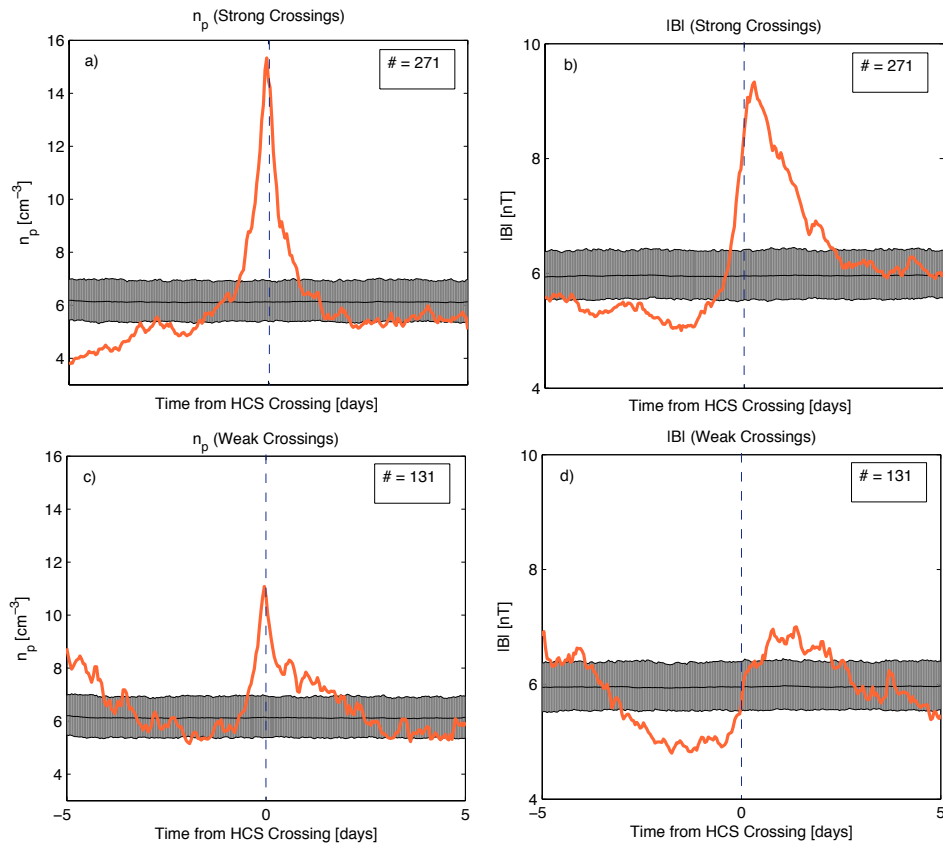 n_p (Strong Crossings)
a)
# = 271
16
14
12
10
8
6
4
n_p [cm^−3]
Time from HCS Crossing [days]
|B| (Strong Crossings)
b)
# = 271
10
8
6
4
|B| [nT]
Time from HCS Crossing [days]
n_p (Weak Crossings)
c)
# = 131
16
14
12
10
8
6
4
n_p [cm^−3]
−5 0 5
Time from HCS Crossing [days]
|B| (Weak Crossings)
d)
# = 131
10
9
8
7
6
5
4
|B| [nT]
−5 0 5
Time from HCS Crossing [days]